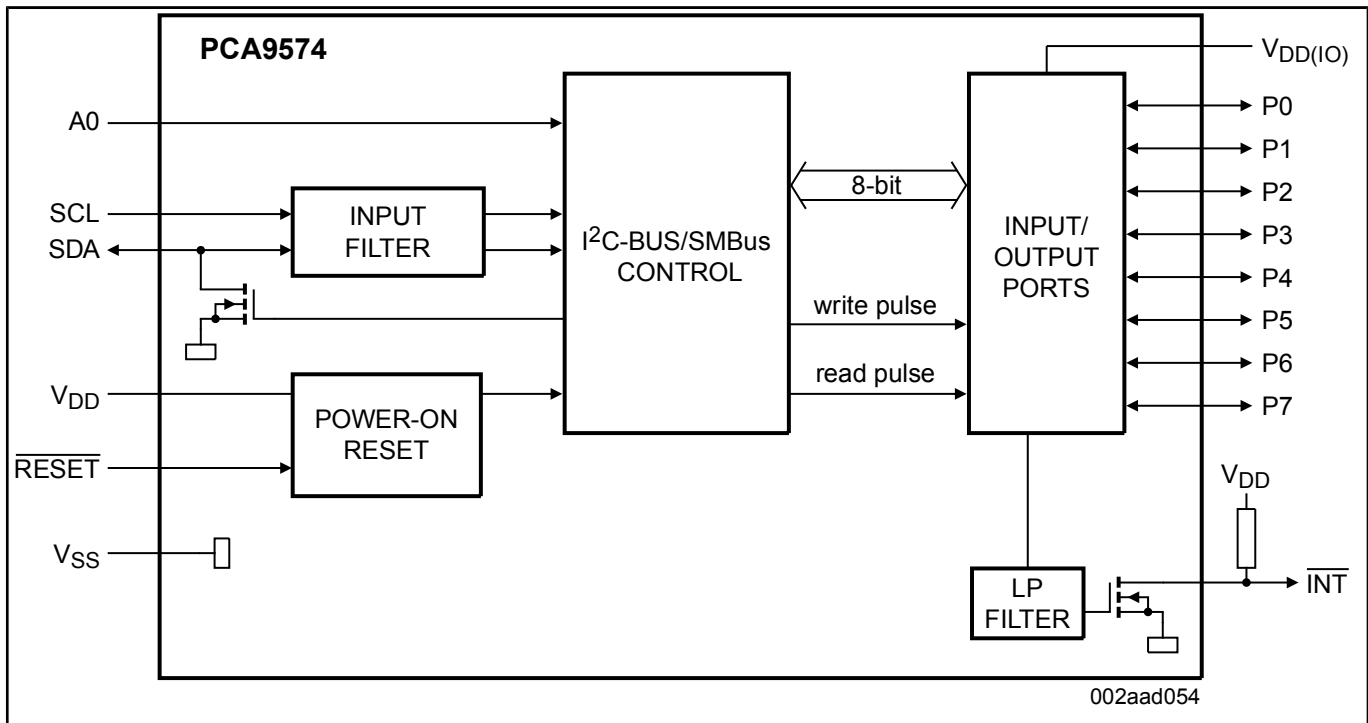 PCA9574
A0
SCL
SDA
V_DD
R̅E̅S̅E̅T̅
V_SS
INPUT
FILTER
POWER-ON
RESET
I²C-BUS/SMBus
CONTROL
8-bit
write pulse
read pulse
INPUT/
OUTPUT
PORTS
LP
FILTER
V_DD(IO)
P0
P1
P2
P3
P4
P5
P6
P7
V_DD
I̅N̅T̅
002aad054